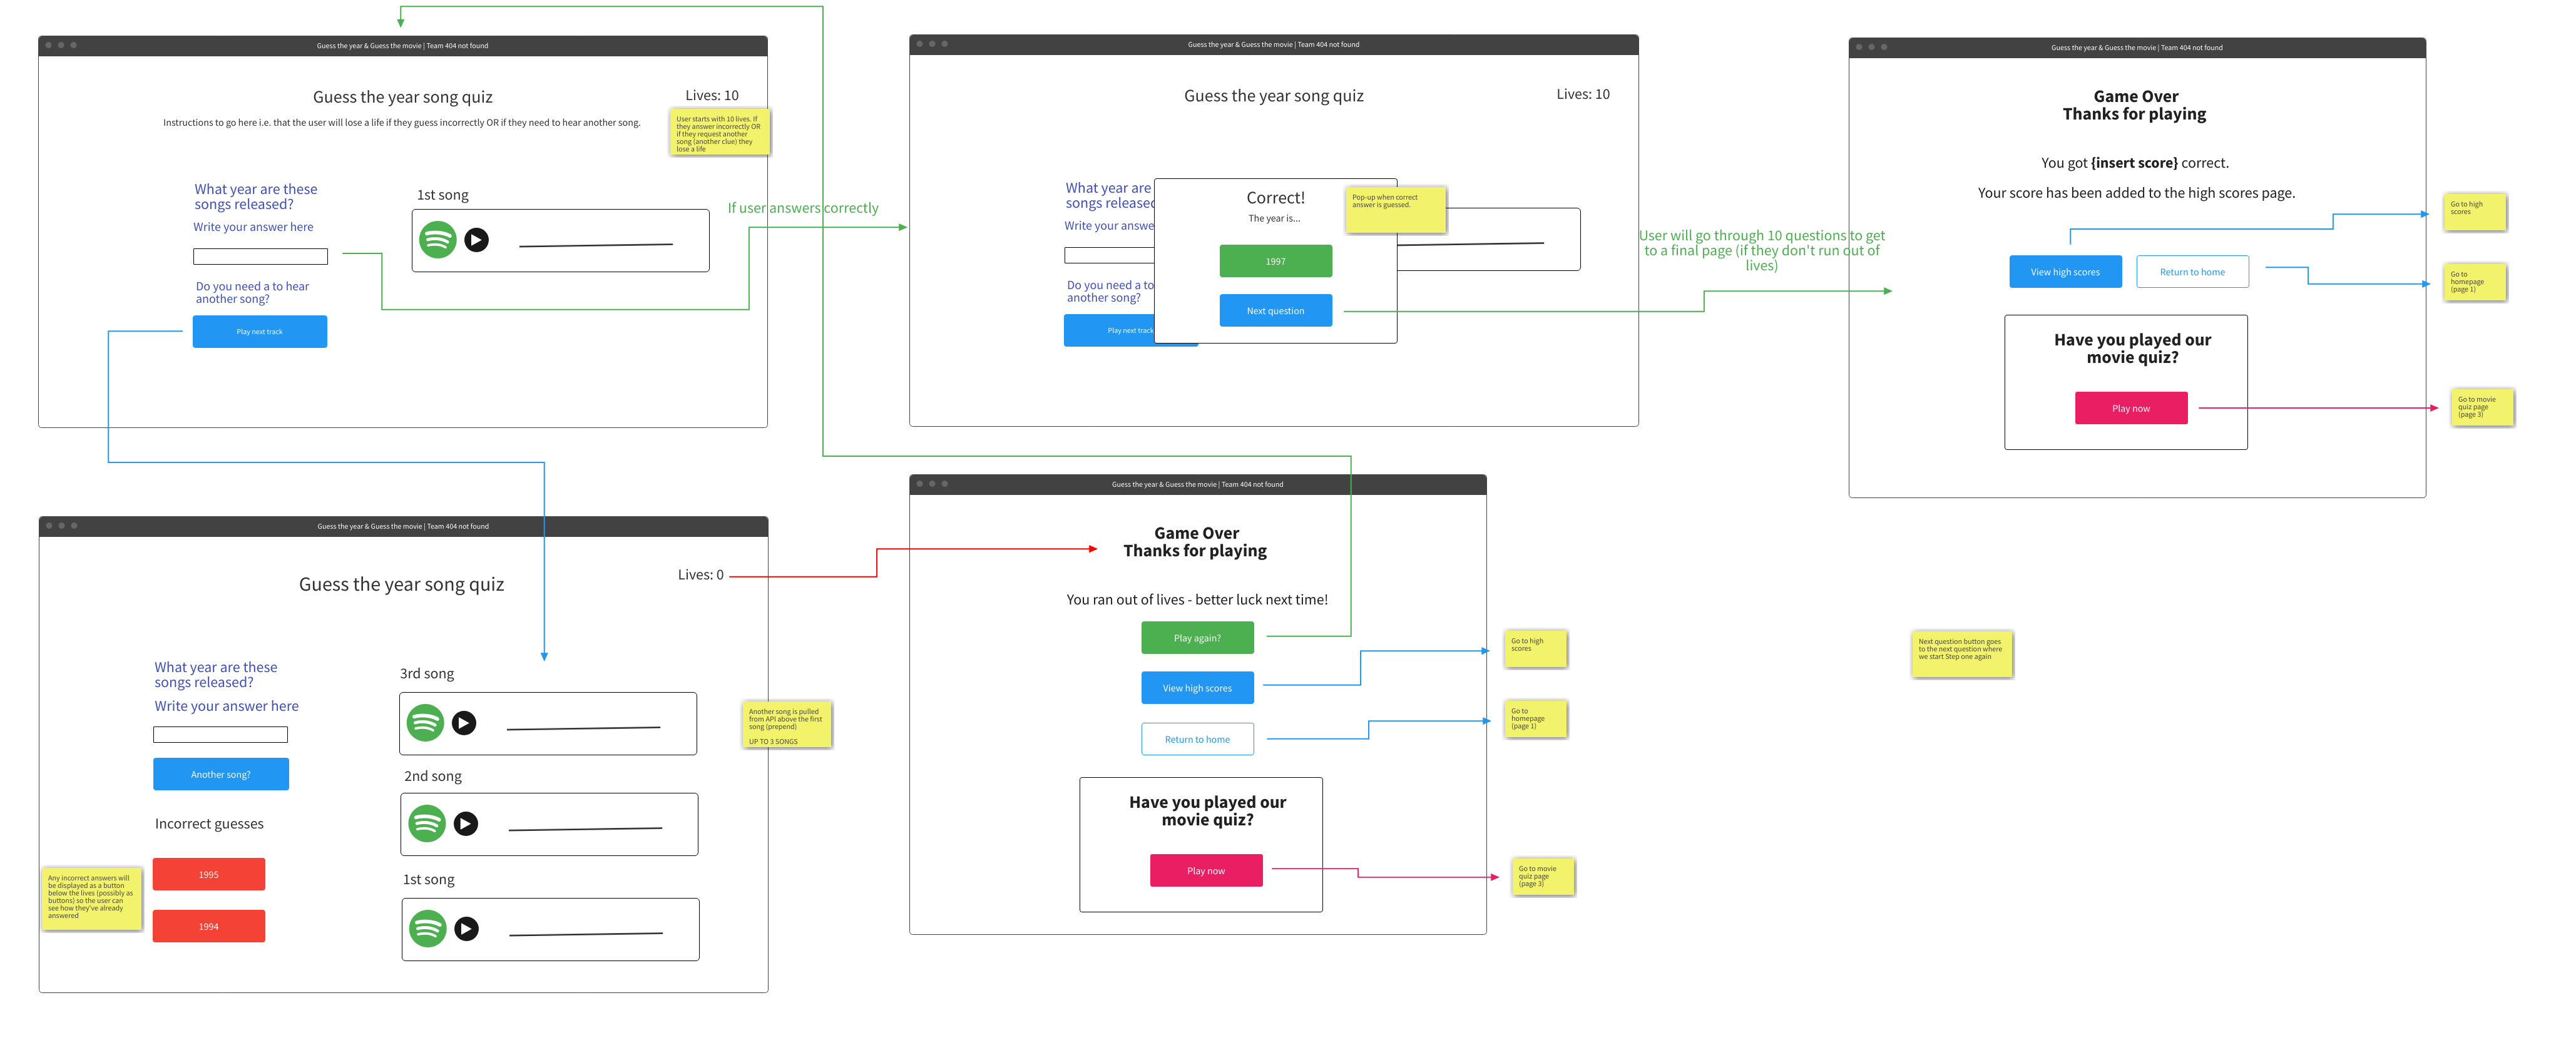 Guess the year & Guess the movie | Team 404 not found
Guess the year song quiz
Lives: 10
Instructions to go here i.e. that the user will lose a life if they guess incorrectly OR if they need to hear another song.
User starts with 10 lives. If
they answer incorrectly OR
if they request another
song (another clue) they
lose a life
What year are these
songs released?
Write your answer here
Do you need a to hear
another song?
Play next track
1st song
If user answers correctly
Guess the year & Guess the movie | Team 404 not found
Guess the year song quiz
Lives: 10
What year are
songs released
Write your answe
Do you need a to
another song?
Play next track
Correct!
The year is...
1997
Next question
Pop-up when correct
answer is guessed.
User will go through 10 questions to get
to a final page (if they don't run out of
lives)
Guess the year & Guess the movie | Team 404 not found
Game Over
Thanks for playing
You got {insert score} correct.
Your score has been added to the high scores page.
View high scores
Return to home
Have you played our
movie quiz?
Play now
Go to high
scores
Go to
homepage
(page 1)
Go to movie
quiz page
(page 3)
Guess the year & Guess the movie | Team 404 not found
Guess the year song quiz
Lives: 0
What year are these
songs released?
Write your answer here
Another song?
Incorrect guesses
1995
1994
Any incorrect answers will
be displayed as a button
below the lives (possibly as
buttons) so the user can
see how they've already
answered
3rd song
2nd song
1st song
Another song is pulled
from API above the first
song (prepend)
UP TO 3 SONGS
Guess the year & Guess the movie | Team 404 not found
Game Over
Thanks for playing
You ran out of lives - better luck next time!
Play again?
View high scores
Return to home
Have you played our
movie quiz?
Play now
Go to high
scores
Go to
homepage
(page 1)
Go to movie
quiz page
(page 3)
Next question button goes
to the next question where
we start Step one again